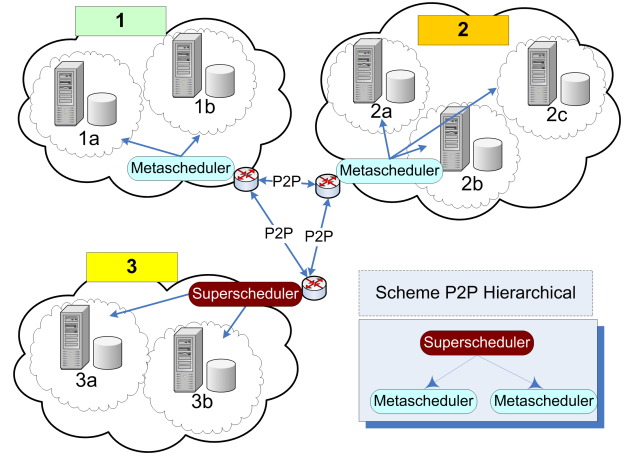 1
1a
1b
Metascheduler
2
2a
2b
2c
Metascheduler
P2P
P2P
P2P
3
Superscheduler
3a
3b
Scheme P2P Hierarchical
Superscheduler
Metascheduler
Metascheduler